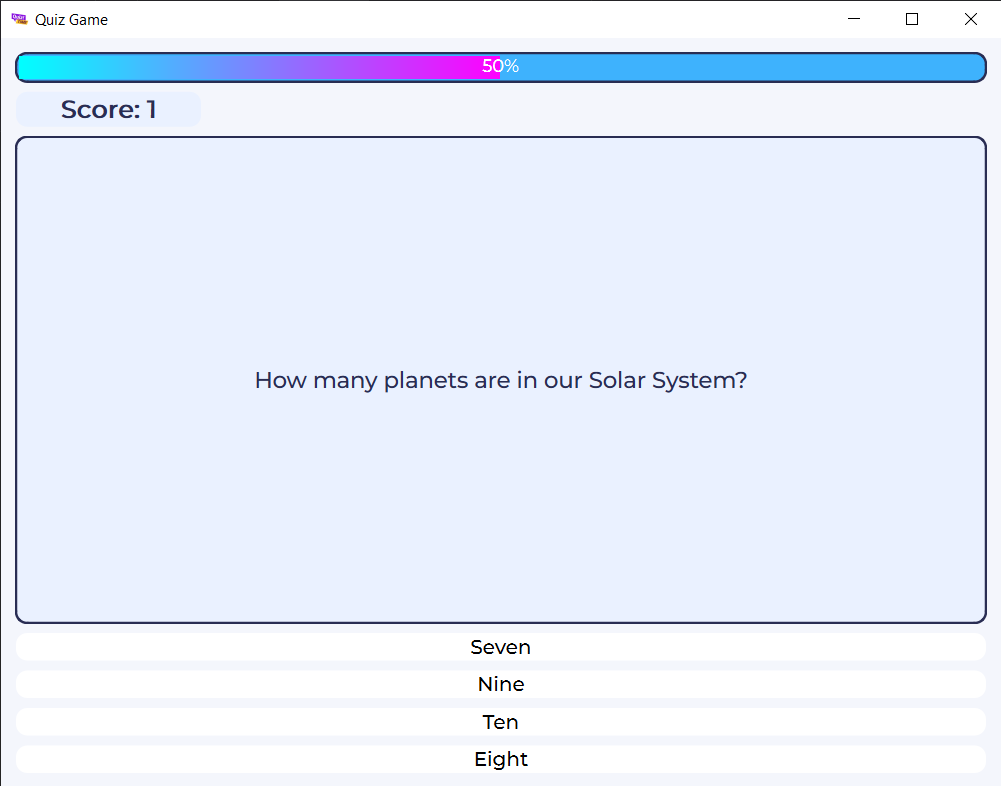 Quiz Game
50%
Score: 1
How many planets are in our Solar System?
Seven
Nine
Ten
Eight